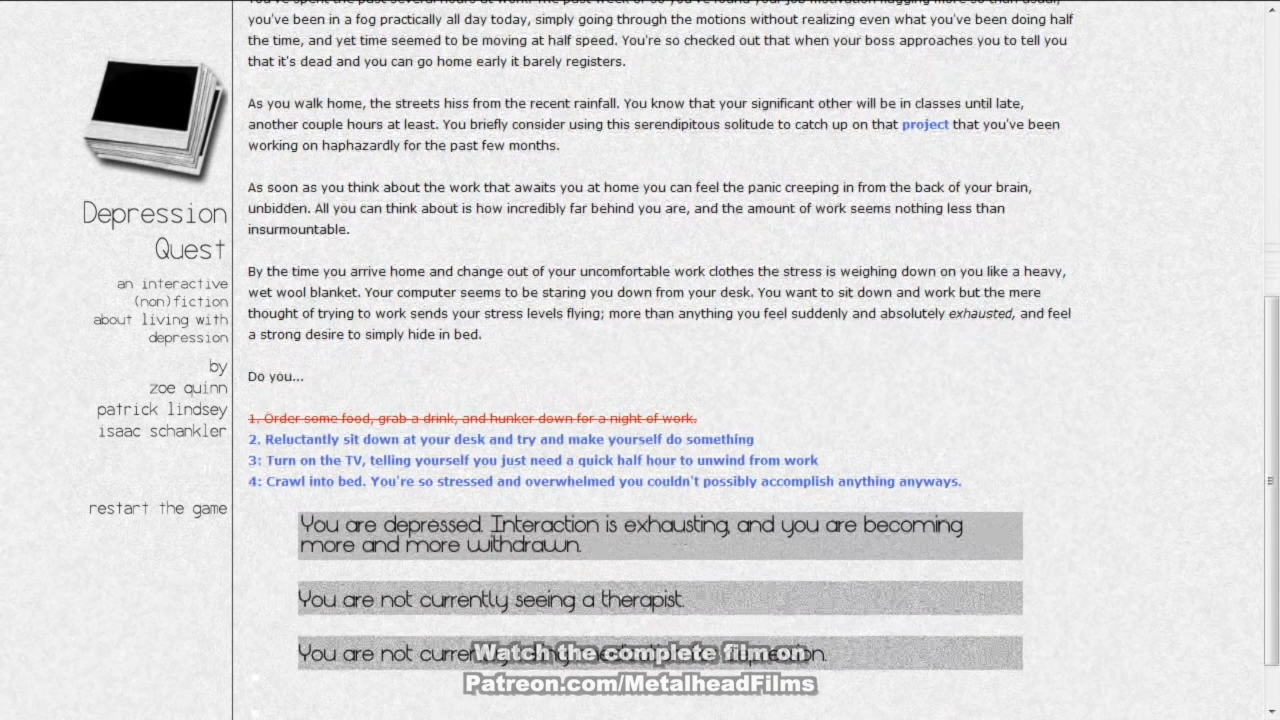 you've been in a fog practically all day today, simply going through the motions without realizing even what you've been doing half
the time, and yet time seemed to be moving at half speed. You're so checked out that when your boss approaches you to tell you
that it's dead and you can go home early it barely registers.
As you walk home, the streets hiss from the recent rainfall. You know that your significant other will be in classes until late,
another couple hours at least. You briefly consider using this serendipitous solitude to catch up on that project that you've been
working on haphazardly for the past few months.
As soon as you think about the work that awaits you at home you can feel the panic creeping in from the back of your brain,
unbidden. All you can think about is how incredibly far behind you are, and the amount of work seems nothing less than
insurmountable.
By the time you arrive home and change out of your uncomfortable work clothes the stress is weighing down on you like a heavy,
wet wool blanket. Your computer seems to be staring you down from your desk. You want to sit down and work but the mere
thought of trying to work sends your stress levels flying; more than anything you feel suddenly and absolutely exhausted, and feel
a strong desire to simply hide in bed.
Do you...
1. Order some food, grab a drink, and hunker down for a night of work.
2. Reluctantly sit down at your desk and try and make yourself do something
3: Turn on the TV, telling yourself you just need a quick half hour to unwind from work
4: Crawl into bed. You're so stressed and overwhelmed you couldn't possibly accomplish anything anyways.
You are depressed. Interaction is exhausting, and you are becoming
more and more withdrawn.
You are not currently seeing a therapist.
You are not
Watch the complete film on
Patreon.com/MetalheadFilms
Depression
Quest
an interactive
(non)fiction
about living with
depression
by
zoe quinn
patrick lindsey
isaac schankler
restart the game